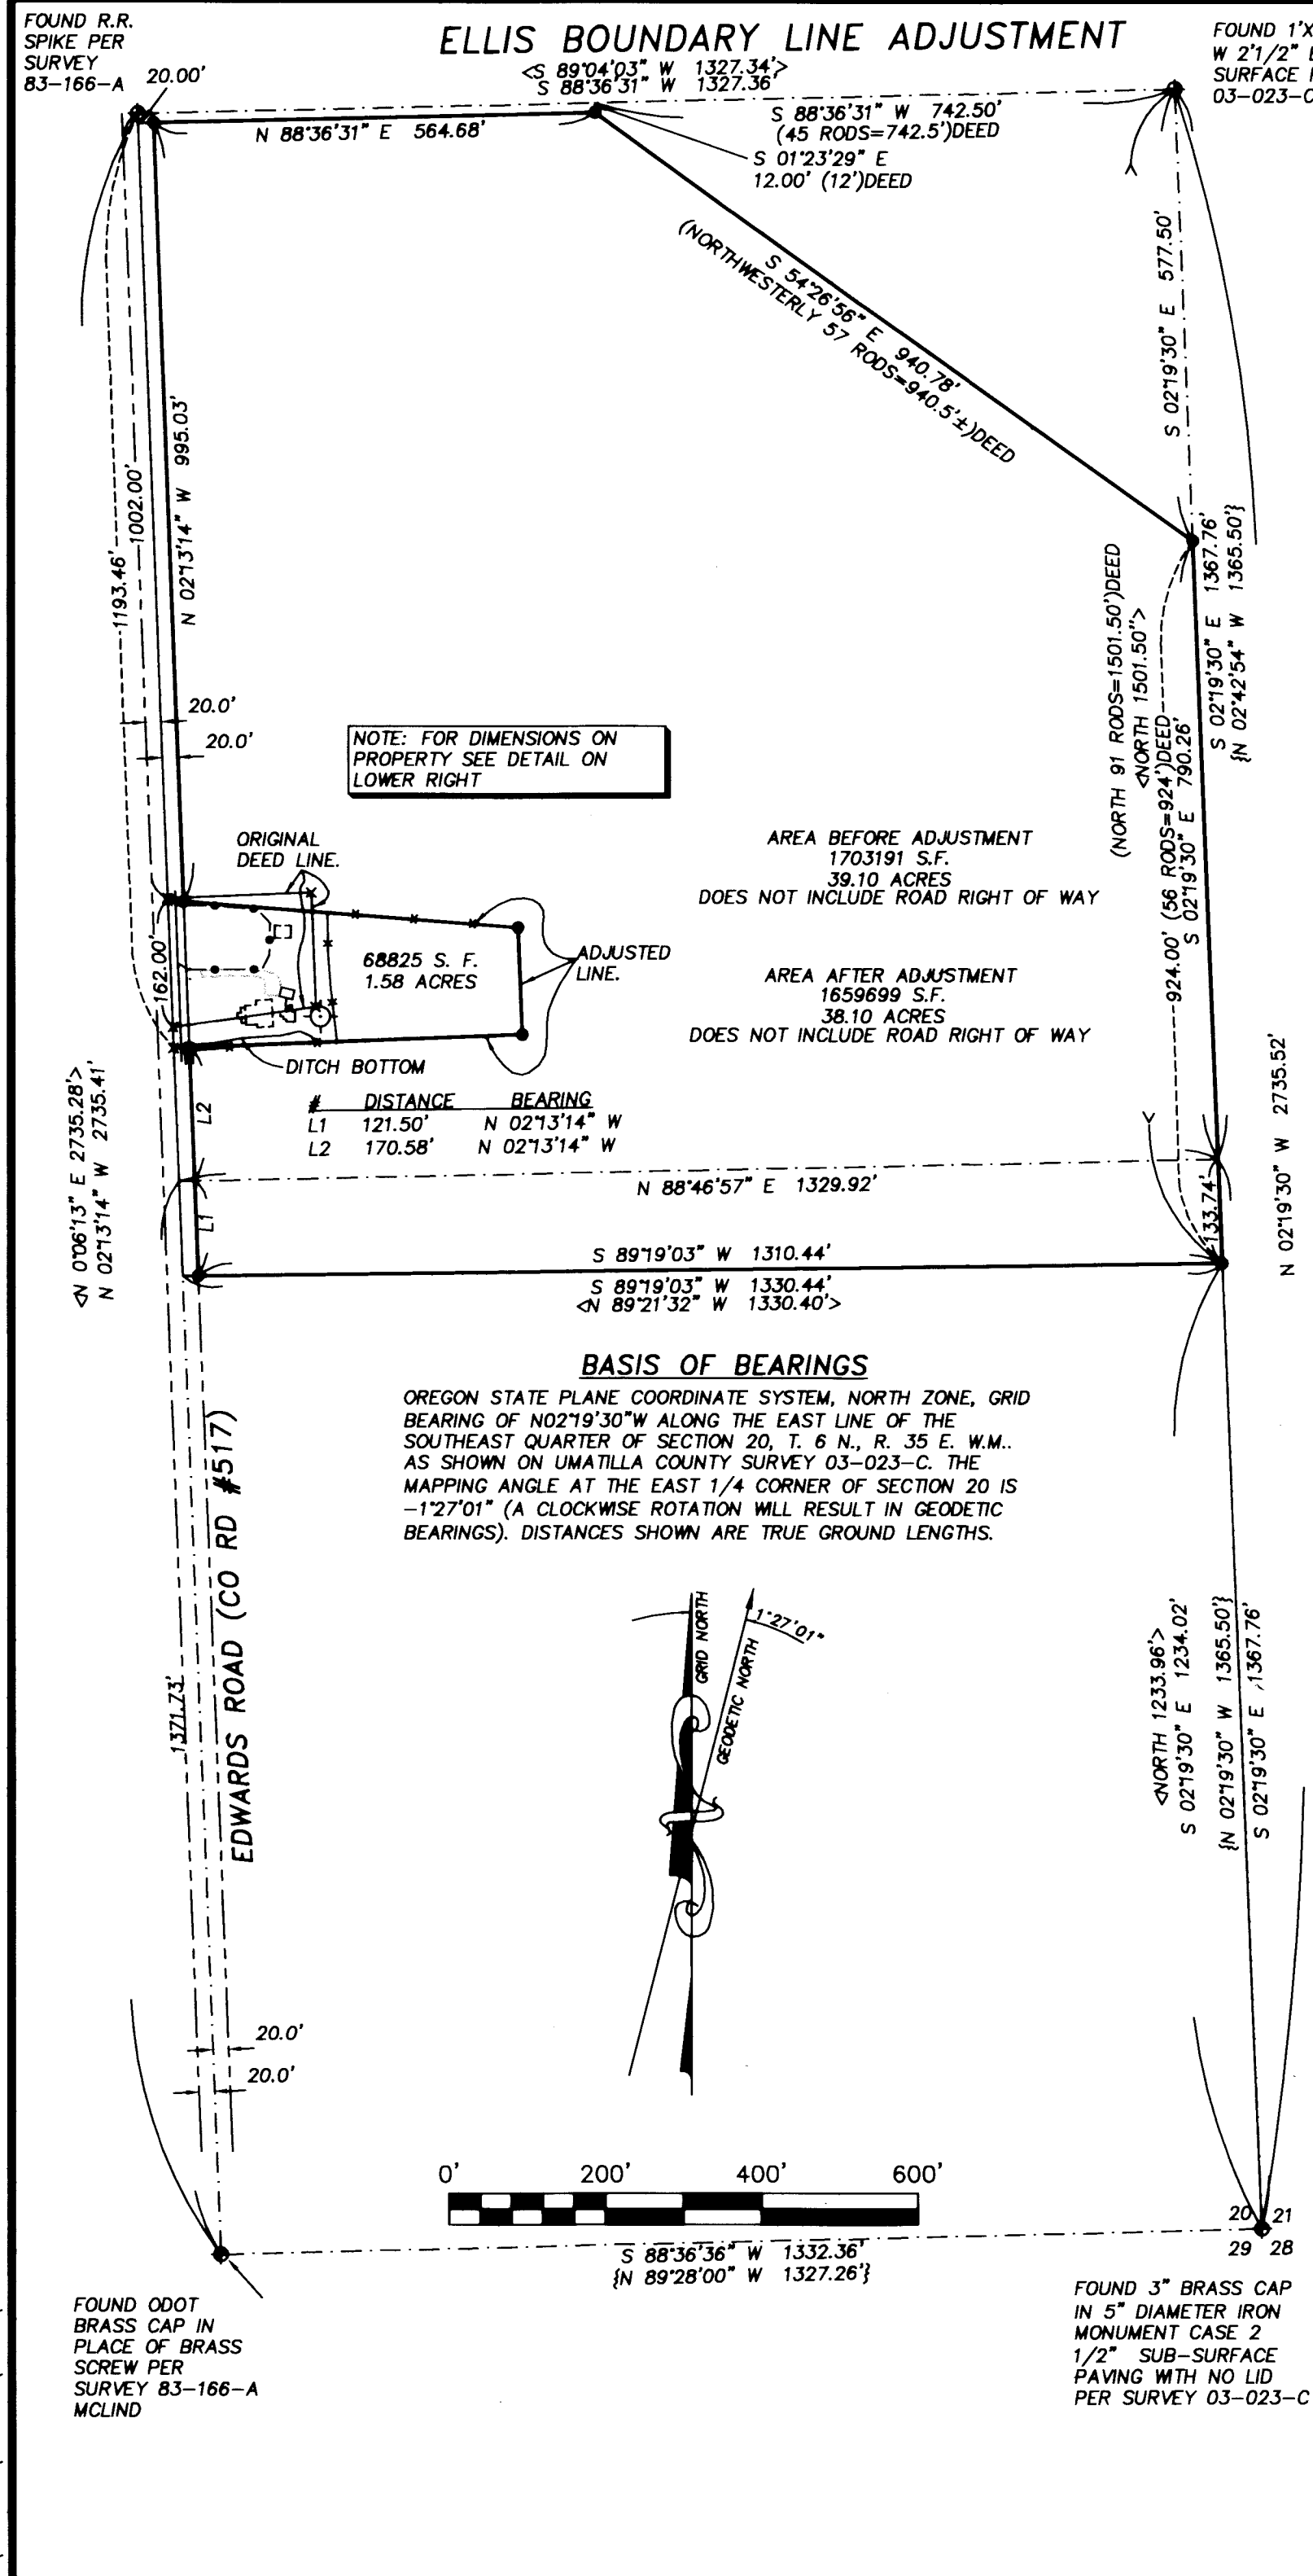 FOUND R.R.
SPIKE PER
SURVEY
83-166-A
20.00'
ELLIS BOUNDARY LINE ADJUSTMENT
<S 89°04'03" W 1327.34'>
S 88°36'31" W 1327.36'
FOUND 1'X
W 2'1/2"
SURFACE
03-023-C
N 88°36'31" E 564.68'
S 88°36'31" W 742.50'
(45 RODS=742.5')DEED
S 01°23'29" E
12.00' (12')DEED
S 54°26'56" E 940.78'
(NORTHWESTERLY 57 RODS=940.5'±)DEED
S 02°19'30" E 577.50'
1193.46'
1002.00'
N 02°13'14" W 995.03'
20.0'
20.0'
NOTE: FOR DIMENSIONS ON
PROPERTY SEE DETAIL ON
LOWER RIGHT
(NORTH 91 RODS=1501.50')DEED
<NORTH 1501.50">
924.00' (56 RODS=924')DEED
S 02°19'30" E 790.26'
S 02°19'30" E 1367.76'
{N 02°42'54" W 1365.50'}
ORIGINAL
DEED LINE.
AREA BEFORE ADJUSTMENT
1703191 S.F.
39.10 ACRES
DOES NOT INCLUDE ROAD RIGHT OF WAY
162.00'
68825 S. F.
1.58 ACRES
ADJUSTED
LINE.
AREA AFTER ADJUSTMENT
1659699 S.F.
38.10 ACRES
DOES NOT INCLUDE ROAD RIGHT OF WAY
DITCH BOTTOM
# DISTANCE BEARING
L1 121.50' N 02°13'14" W
L2 170.58' N 02°13'14" W
<N 0°06'13" E 2735.28'>
N 02°13'14" W 2735.41'
L2
L1
N 88°46'57" E 1329.92'
133.74'
N 02°19'30" W 2735.52'
S 89°19'03" W 1310.44'
S 89°19'03" W 1330.44'
<N 89°21'32" W 1330.40'>
BASIS OF BEARINGS
OREGON STATE PLANE COORDINATE SYSTEM, NORTH ZONE, GRID
BEARING OF N02°19'30"W ALONG THE EAST LINE OF THE
SOUTHEAST QUARTER OF SECTION 20, T. 6 N., R. 35 E. W.M..
AS SHOWN ON UMATILLA COUNTY SURVEY 03-023-C. THE
MAPPING ANGLE AT THE EAST 1/4 CORNER OF SECTION 20 IS
-1°27'01" (A CLOCKWISE ROTATION WILL RESULT IN GEODETIC
BEARINGS). DISTANCES SHOWN ARE TRUE GROUND LENGTHS.
EDWARDS ROAD (CO RD #517)
1371.73'
GRID NORTH
GEODETIC NORTH
1°27'01"
<NORTH 1233.96'>
S 02°19'30" E 1234.02'
{N 02°19'30" W 1365.50'}
S 02°19'30" E 1367.76'
20.0'
20.0'
0' 200' 400' 600'
S 88°36'36" W 1332.36'
{N 89°28'00" W 1327.26'}
20 21
29 28
FOUND ODOT
BRASS CAP IN
PLACE OF BRASS
SCREW PER
SURVEY 83-166-A
MCLIND
FOUND 3" BRASS CAP
IN 5" DIAMETER IRON
MONUMENT CASE 2
1/2" SUB-SURFACE
PAVING WITH NO LID
PER SURVEY 03-023-C